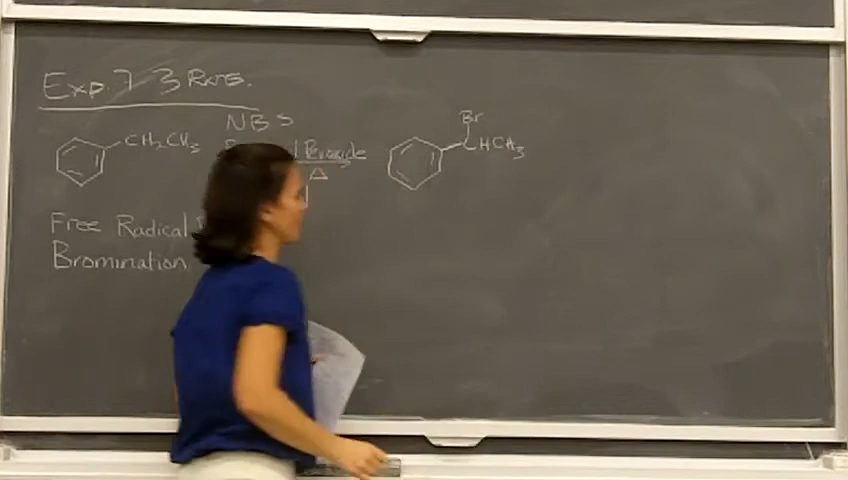 Exp. 7 3 Rxns.
NBS
CH2CH3
Peroxide
Δ
Br
CHCH3
Free Radical
Bromination